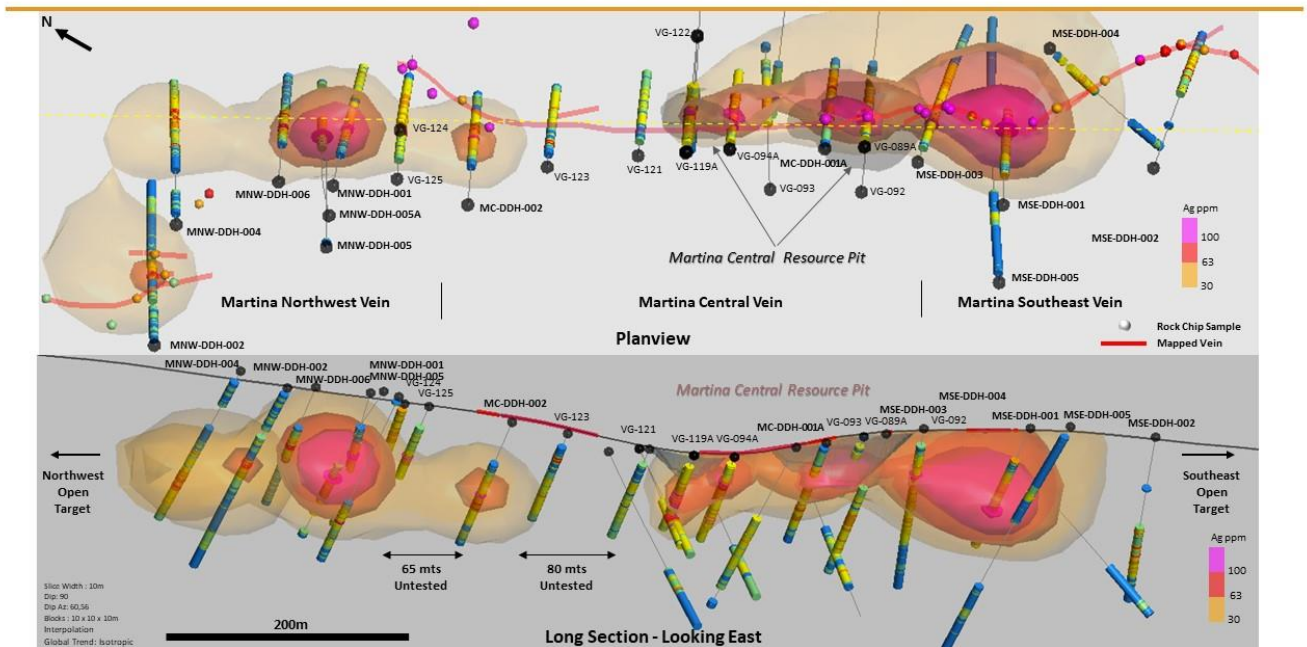 N
VG-122
MSE-DDH-004
VG-124
MNW-DDH-006
MNW-DDH-001
VG-125
VG-123
VG-121
VG-119A
VG-094A
MC-DDH-001A
VG-089A
MSE-DDH-003
MNW-DDH-005A
MC-DDH-002
VG-093
VG-092
MSE-DDH-001
MNW-DDH-004
MNW-DDH-005
Ag ppm
100
63
30
MSE-DDH-002
Martina Central Resource Pit
MSE-DDH-005
Martina Northwest Vein
Martina Central Vein
Martina Southeast Vein
Rock Chip Sample
Planview
Mapped Vein
MNW-DDH-002
MNW-DDH-004
MNW-DDH-002
MNW-DDH-001
MNW-DDH-006
MNW-DDH-005
VG-124
VG-125
MC-DDH-002
VG-123
VG-121
Martina Central Resource Pit
VG-119A
VG-094A
MC-DDH-001A
VG-093
MSE-DDH-003
VG-089A
MSE-DDH-004
VG-092
MSE-DDH-001
MSE-DDH-005
MSE-DDH-002
Northwest
Open
Target
Southeast
Open
Target
65 mts
Untested
80 mts
Untested
Ag ppm
100
63
30
Slice Width : 10m
Dip: 90
Dip Az: 60,56
Blocks : 10 x 10 x 10m
Interpolation
Global Trend: Isotropic
200m
Long Section - Looking East